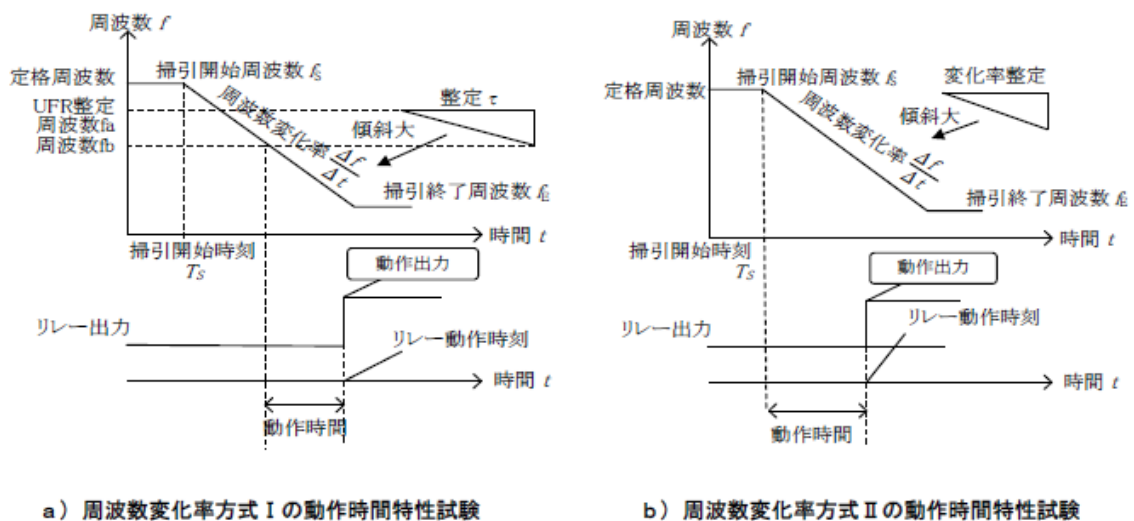 周波数 f
定格周波数
掃引開始周波数 fS
UFR整定
周波数fa
周波数fb
周波数変化率 Δf/Δt
整定 τ
傾斜大
掃引終了周波数 fE
時間 t
掃引開始時刻
TS
動作出力
リレー出力
リレー動作時刻
時間 t
動作時間
a) 周波数変化率方式Ⅰの動作時間特性試験
周波数 f
定格周波数
掃引開始周波数 fS
変化率整定
周波数変化率 Δf/Δt
傾斜大
掃引終了周波数 fE
時間 t
掃引開始時刻
TS
動作出力
リレー出力
リレー動作時刻
時間 t
動作時間
b) 周波数変化率方式Ⅱの動作時間特性試験